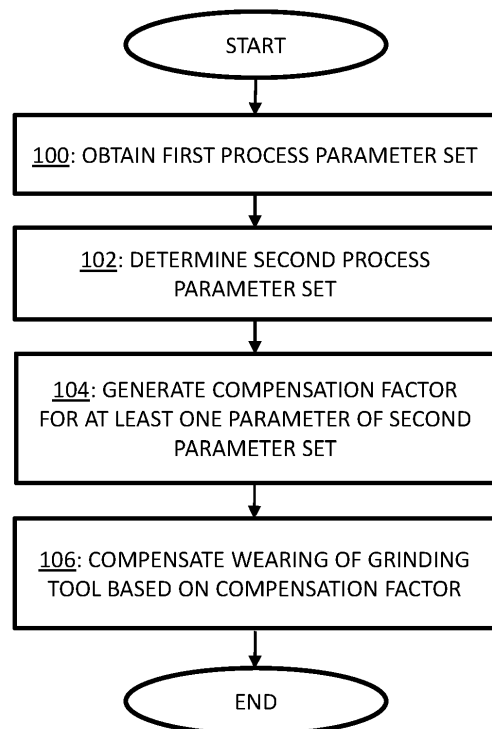 START
100: OBTAIN FIRST PROCESS PARAMETER SET
102: DETERMINE SECOND PROCESS
PARAMETER SET
104: GENERATE COMPENSATION FACTOR
FOR AT LEAST ONE PARAMETER OF SECOND
PARAMETER SET
106: COMPENSATE WEARING OF GRINDING
TOOL BASED ON COMPENSATION FACTOR
END